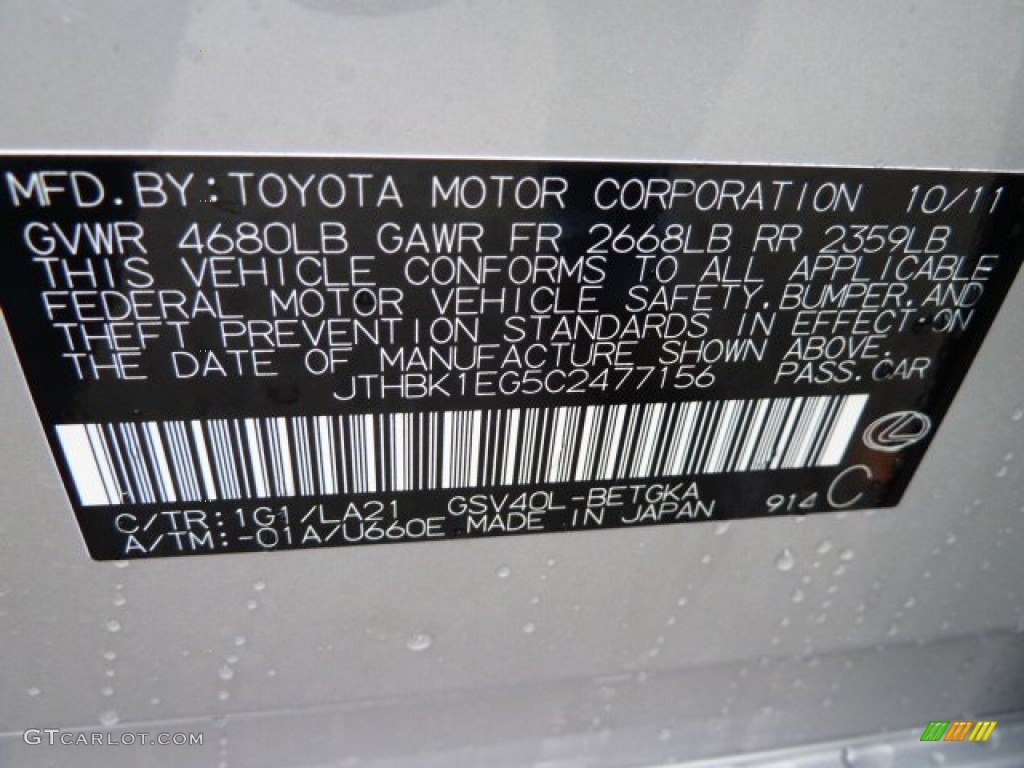 MFD. BY: TOYOTA MOTOR CORPORATION 10/11
GVWR 4680LB GAWR FR 2668LB RR 2359LB
THIS VEHICLE CONFORMS TO ALL APPLICABLE
FEDERAL MOTOR VEHICLE SAFETY, BUMPER, AND
THEFT PREVENTION STANDARDS IN EFFECT ON
THE DATE OF MANUFACTURE SHOWN ABOVE.
JTHBK1EG5C2477156 PASS. CAR
C/TR: 1G1/LA21 GSV40L-BETGKA 914 C
A/TM: -01A/U660E MADE IN JAPAN
GTCARLOT.COM